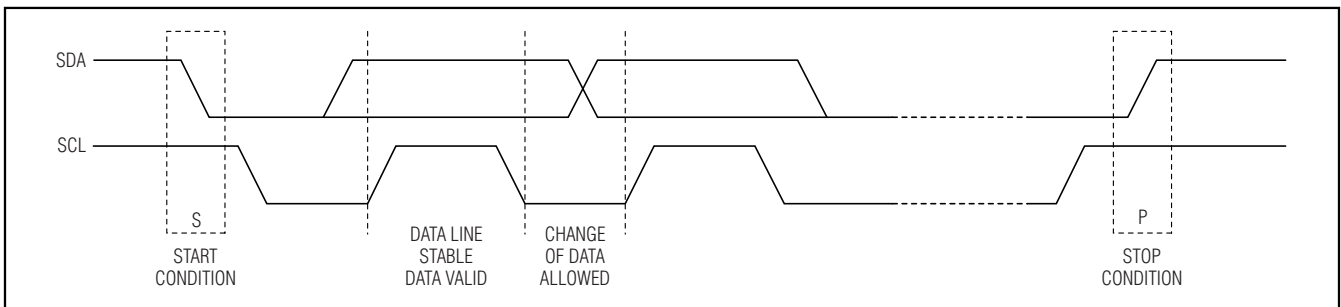 SDA
SCL
S
P
START
CONDITION
DATA LINE
STABLE
DATA VALID
CHANGE
OF DATA
ALLOWED
STOP
CONDITION